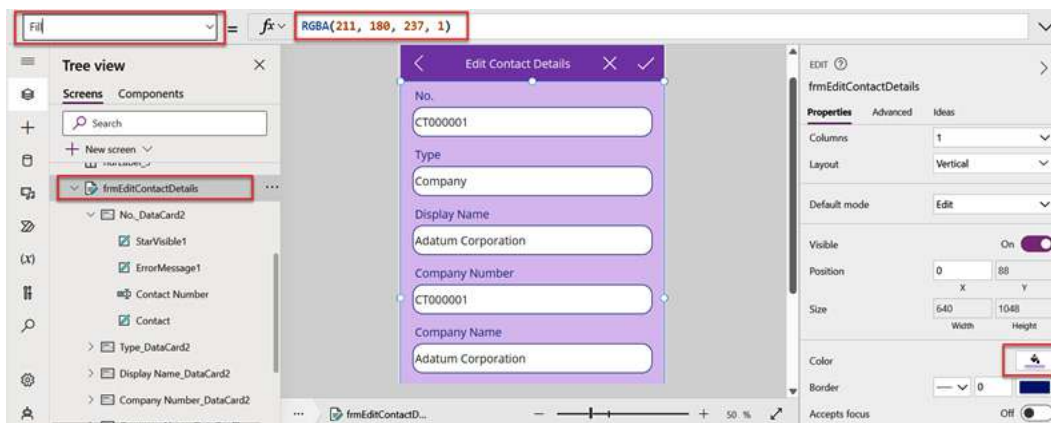 Fill
= fx RGBA(211, 180, 237, 1)
Tree view
Screens Components
Search
New screen
frmEditContactDetails
No._DataCard2
StarVisible1
ErrorMessage1
Contact Number
Contact
Type_DataCard2
Display Name_DataCard2
Company Number_DataCard2
Edit Contact Details
No.
CT000001
Type
Company
Display Name
Adatum Corporation
Company Number
CT000001
Company Name
Adatum Corporation
... frmEditContactD...
50 %
EDIT
frmEditContactDetails
Properties Advanced Ideas
Columns 1
Layout Vertical
Default mode Edit
Visible On
Position 0 88
X Y
Size 640 1048
Width Height
Color
Border 0
Accepts focus Off